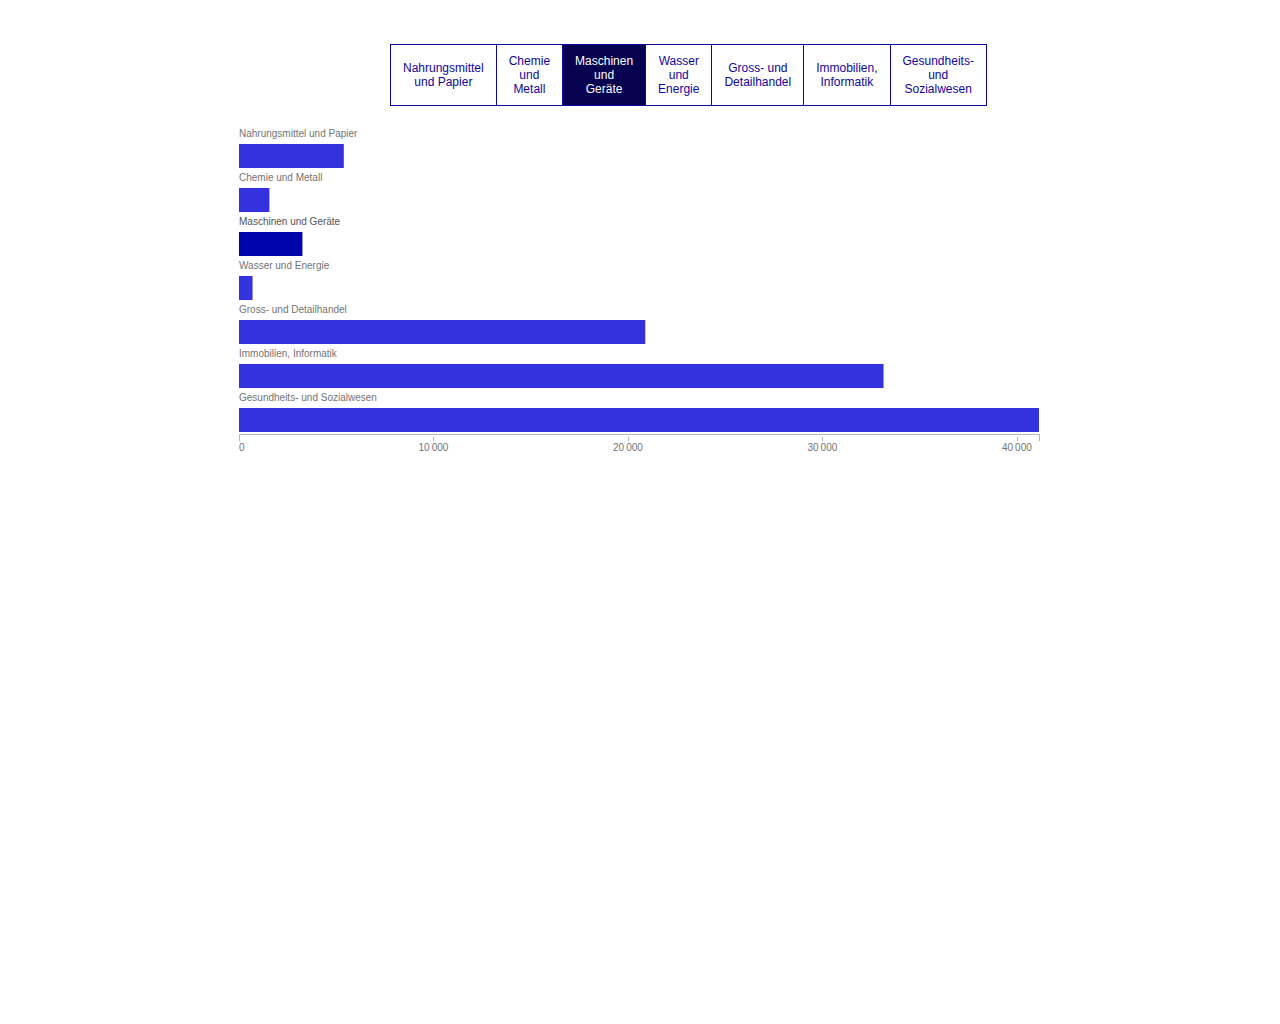 Nahrungsmittel
und Papier
Chemie
und
Metall
Maschinen
und
Geräte
Wasser
und
Energie
Gross- und
Detailhandel
Immobilien,
Informatik
Gesundheits-
und
Sozialwesen
Nahrungsmittel und Papier
Chemie und Metall
Maschinen und Geräte
Wasser und Energie
Gross- und Detailhandel
Immobilien, Informatik
Gesundheits- und Sozialwesen
0 10 000 20 000 30 000 40 000